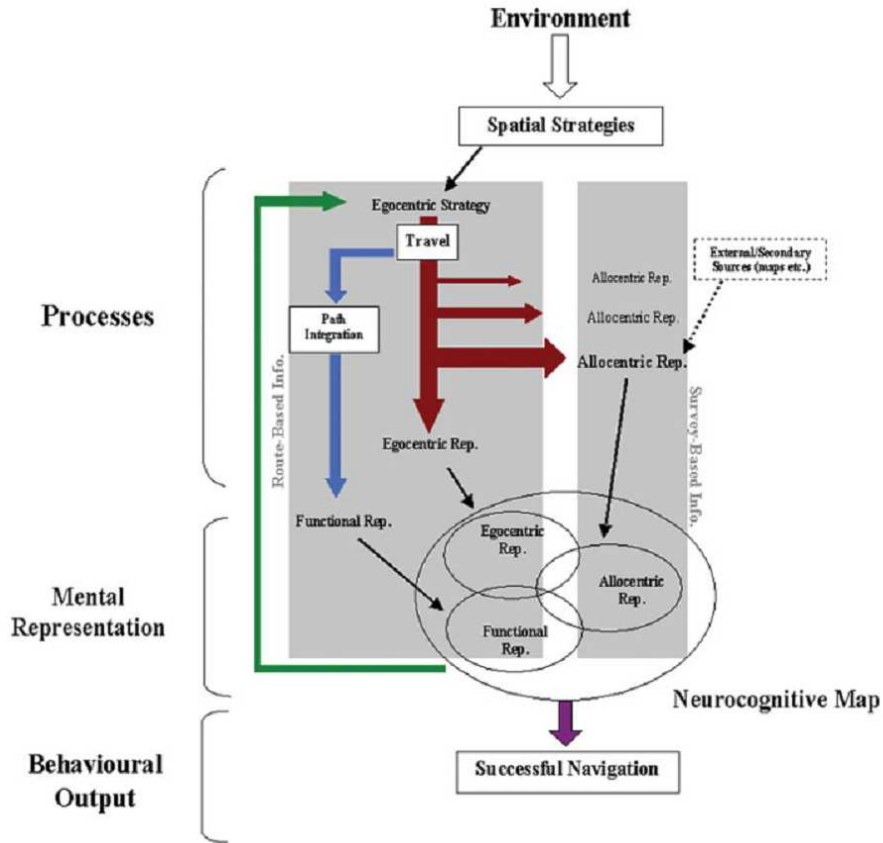 Environment
Spatial Strategies
Egocentric Strategy
Travel
External/Secondary
Sources (maps etc.)
Allocentric Rep.
Processes
Path
Integration
Allocentric Rep.
Allocentric Rep.
Route-Based Info.
Survey-Based Info.
Egocentric Rep.
Functional Rep.
Egocentric
Rep.
Mental
Representation
Allocentric
Rep.
Functional
Rep.
Neurocognitive Map
Behavioural
Output
Successful Navigation